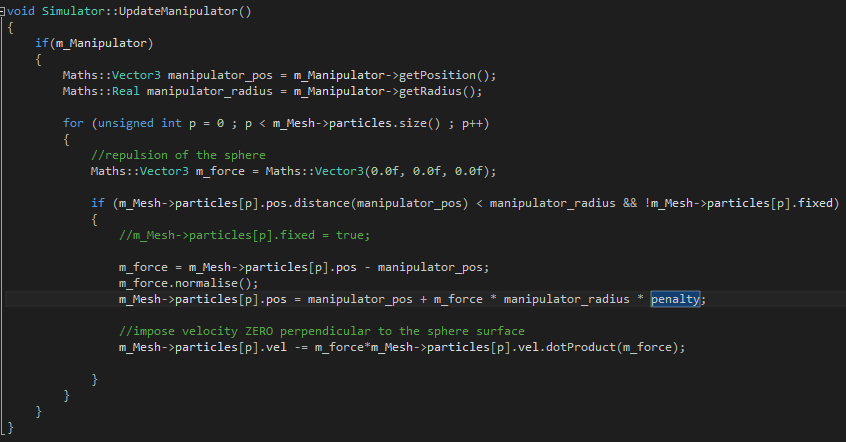 void Simulator::UpdateManipulator()
{
if(m_Manipulator)
{
Maths::Vector3 manipulator_pos = m_Manipulator->getPosition();
Maths::Real manipulator_radius = m_Manipulator->getRadius();
for (unsigned int p = 0 ; p < m_Mesh->particles.size() ; p++)
{
//repulsion of the sphere
Maths::Vector3 m_force = Maths::Vector3(0.0f, 0.0f, 0.0f);
if (m_Mesh->particles[p].pos.distance(manipulator_pos) < manipulator_radius && !m_Mesh->particles[p].fixed)
{
//m_Mesh->particles[p].fixed = true;
m_force = m_Mesh->particles[p].pos - manipulator_pos;
m_force.normalise();
m_Mesh->particles[p].pos = manipulator_pos + m_force * manipulator_radius * penalty;
//impose velocity ZERO perpendicular to the sphere surface
m_Mesh->particles[p].vel -= m_force*m_Mesh->particles[p].vel.dotProduct(m_force);
}
}
}
}